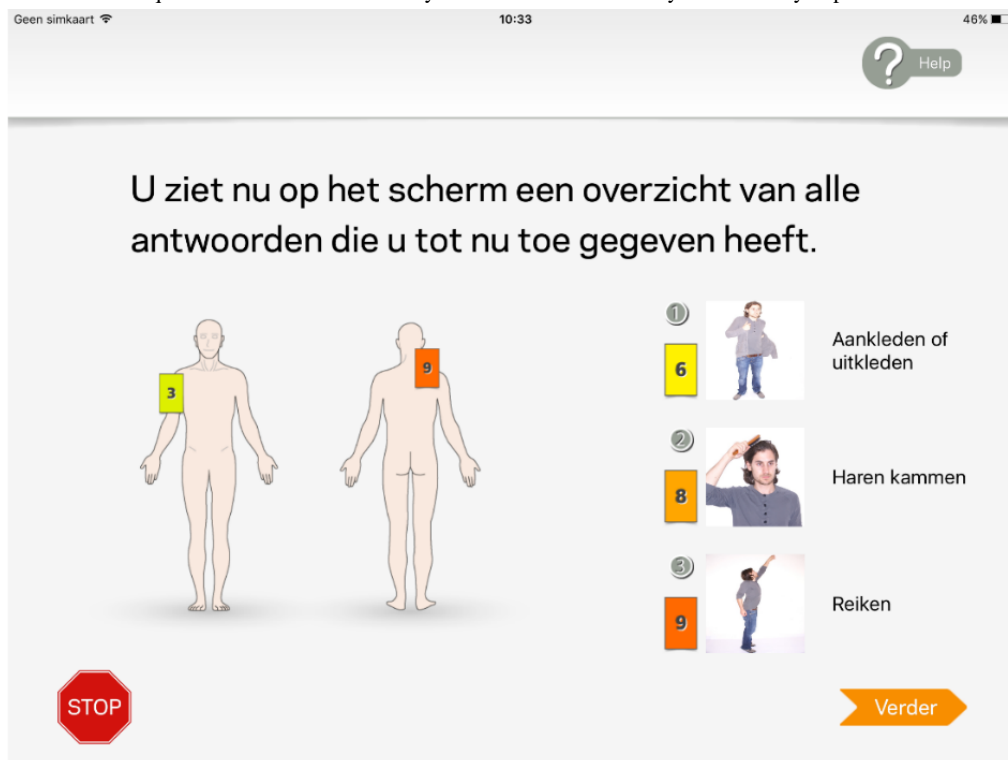 Geen simkaart
10:33
46%
? Help
U ziet nu op het scherm een overzicht van alle
antwoorden die u tot nu toe gegeven heeft.
3
9
1
6
Aankleden of
uitkleden
2
8
Haren kammen
3
9
Reiken
STOP
Verder